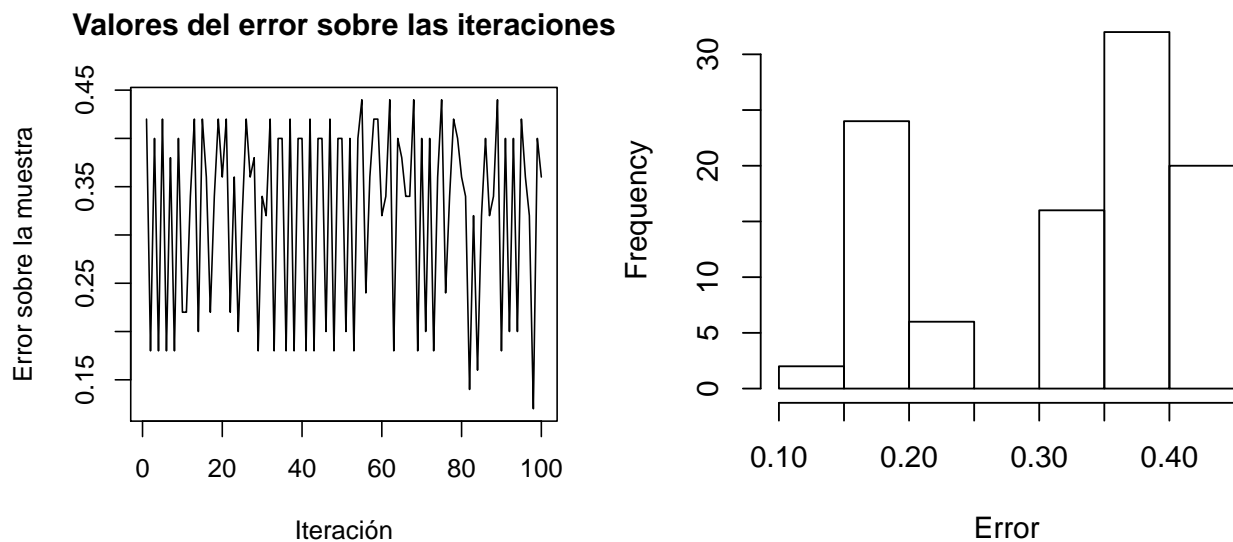 Valores del error sobre las iteraciones
Error sobre la muestra
0.45
0.35
0.25
0.15
0 20 40 60 80 100
Iteración
Frequency
30
20
10
5
0
0.10 0.20 0.30 0.40
Error